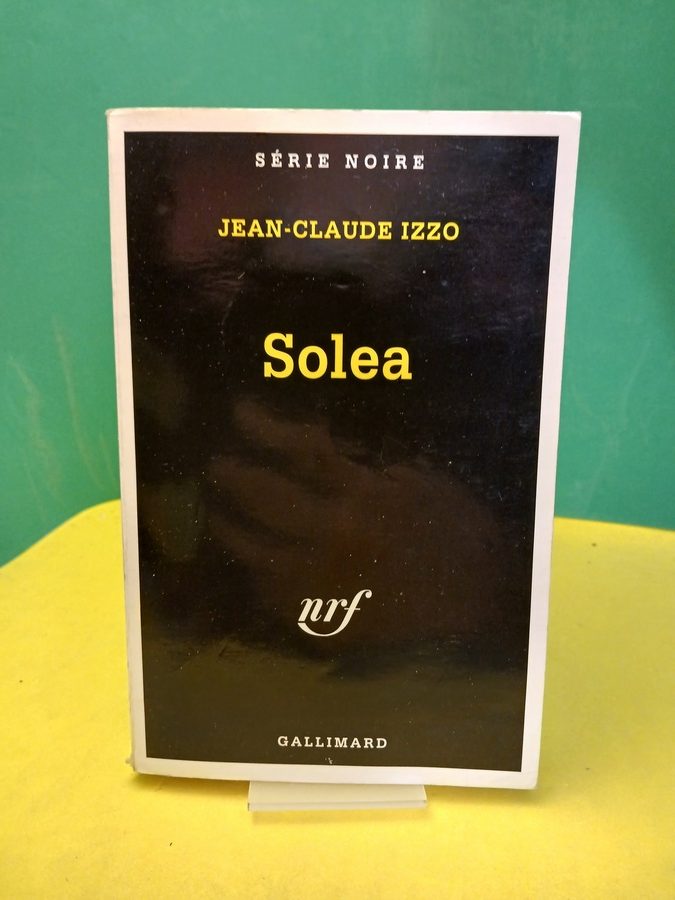 SÉRIE NOIRE
JEAN-CLAUDE IZZO
Solea
nrf
GALLIMARD